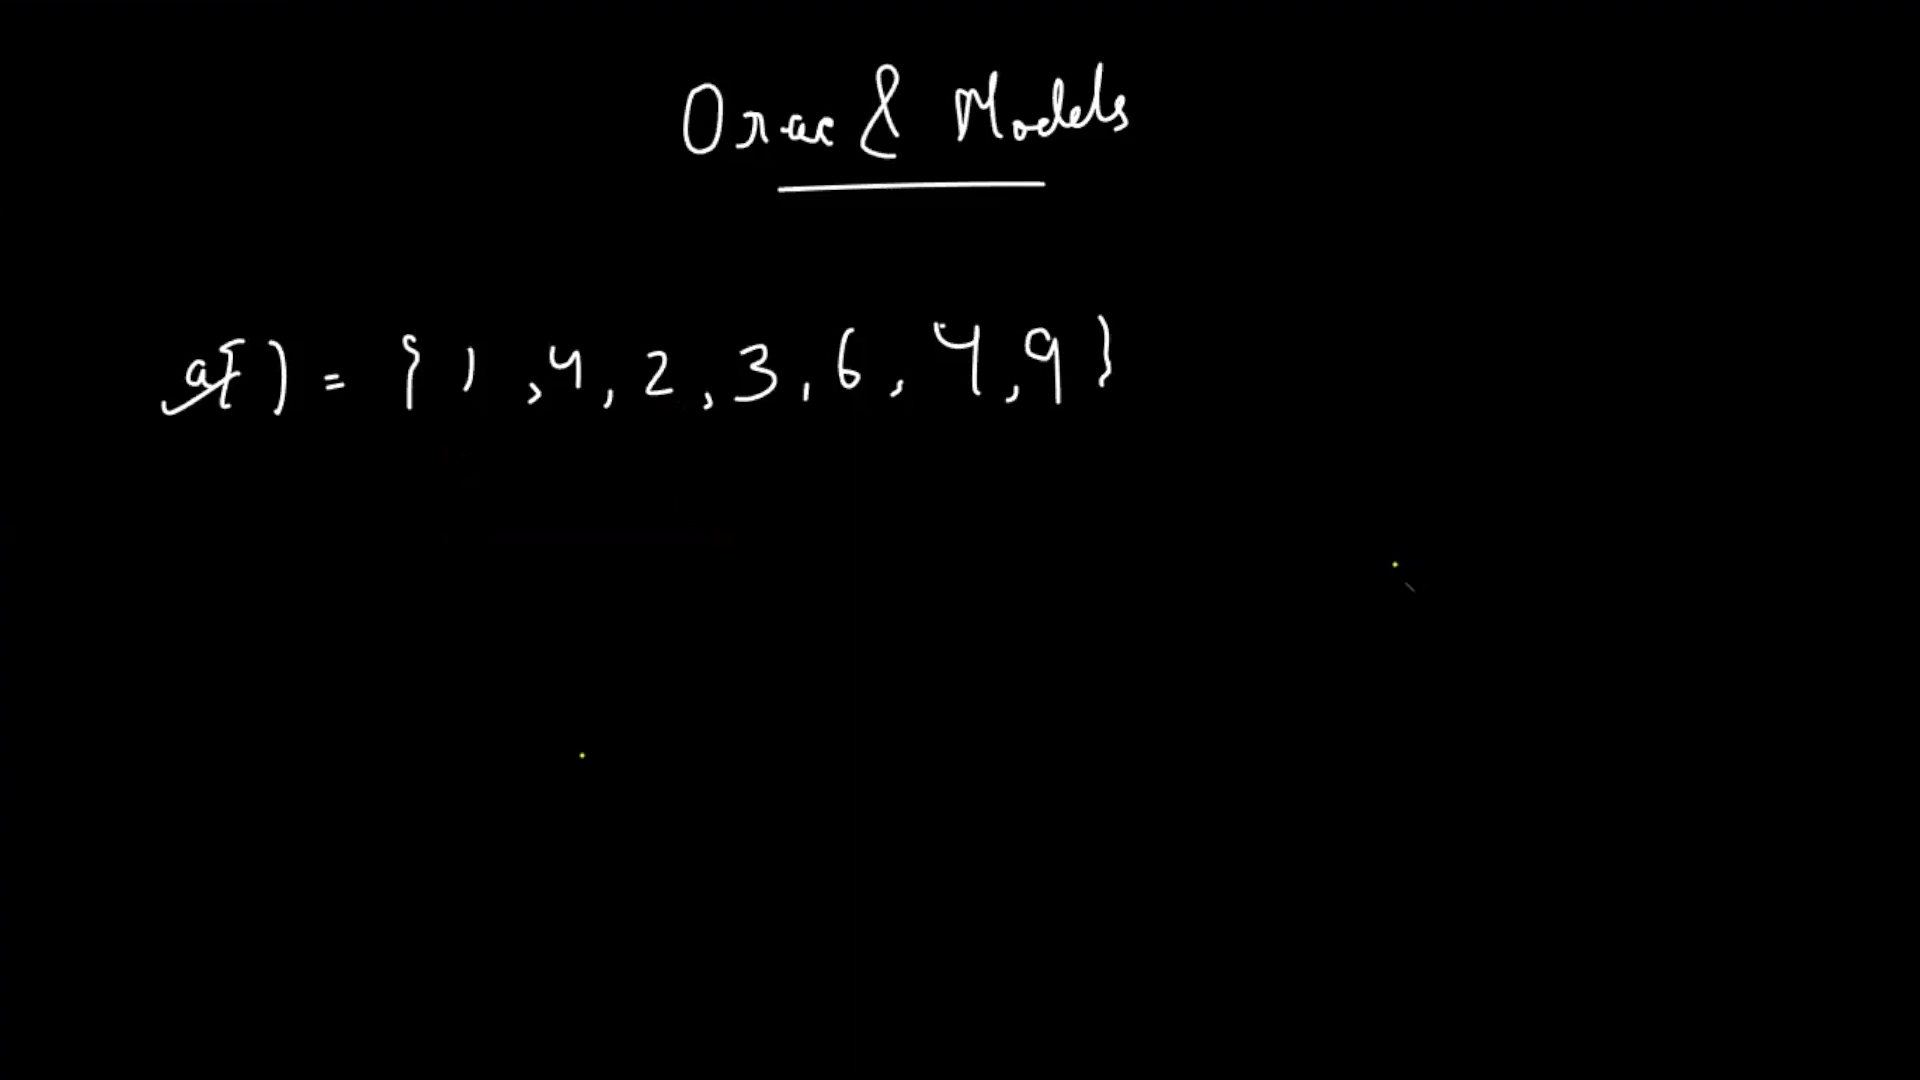 Orac & Models
a[] = { 1, 4, 2, 3, 6, 4, 9 }